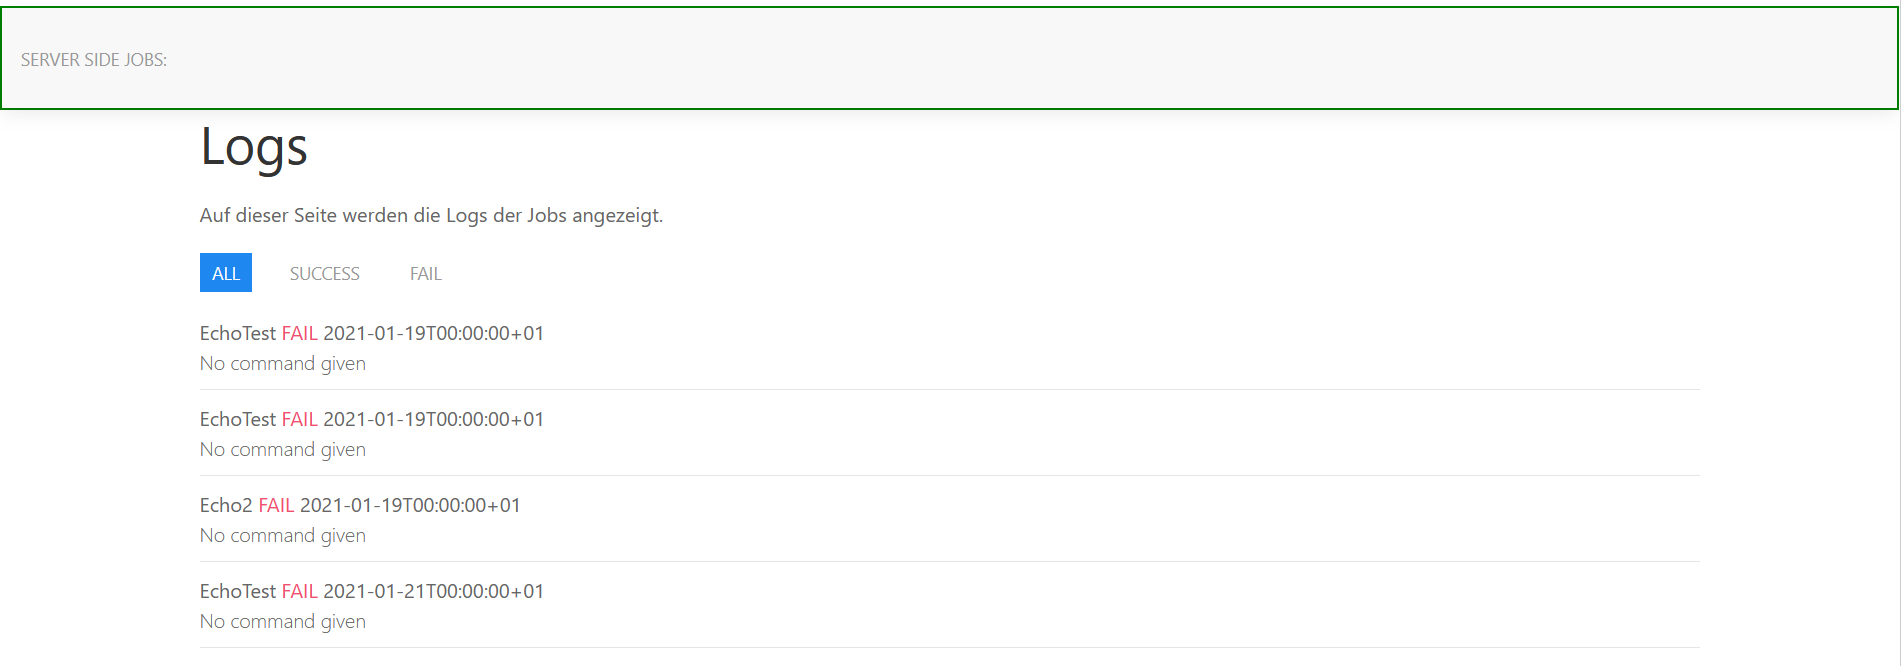 SERVER SIDE JOBS:
Logs
Auf dieser Seite werden die Logs der Jobs angezeigt.
ALL SUCCESS FAIL
EchoTest FAIL 2021-01-19T00:00:00+01
No command given
EchoTest FAIL 2021-01-19T00:00:00+01
No command given
Echo2 FAIL 2021-01-19T00:00:00+01
No command given
EchoTest FAIL 2021-01-21T00:00:00+01
No command given